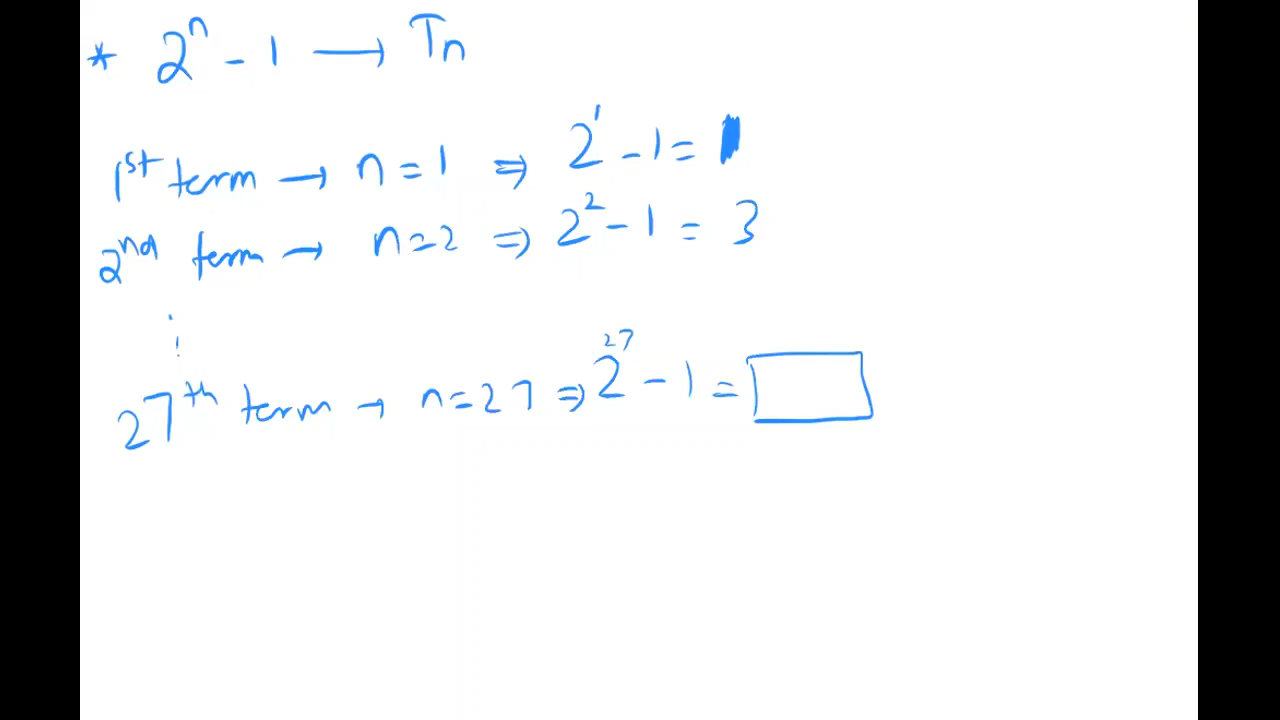 * 2ⁿ - 1 → Tn
1st term → n = 1 ⇒ 2¹ - 1 = 1
2nd term → n = 2 ⇒ 2² - 1 = 3
⋮
27th term → n = 27 ⇒ 2²⁷ - 1 =